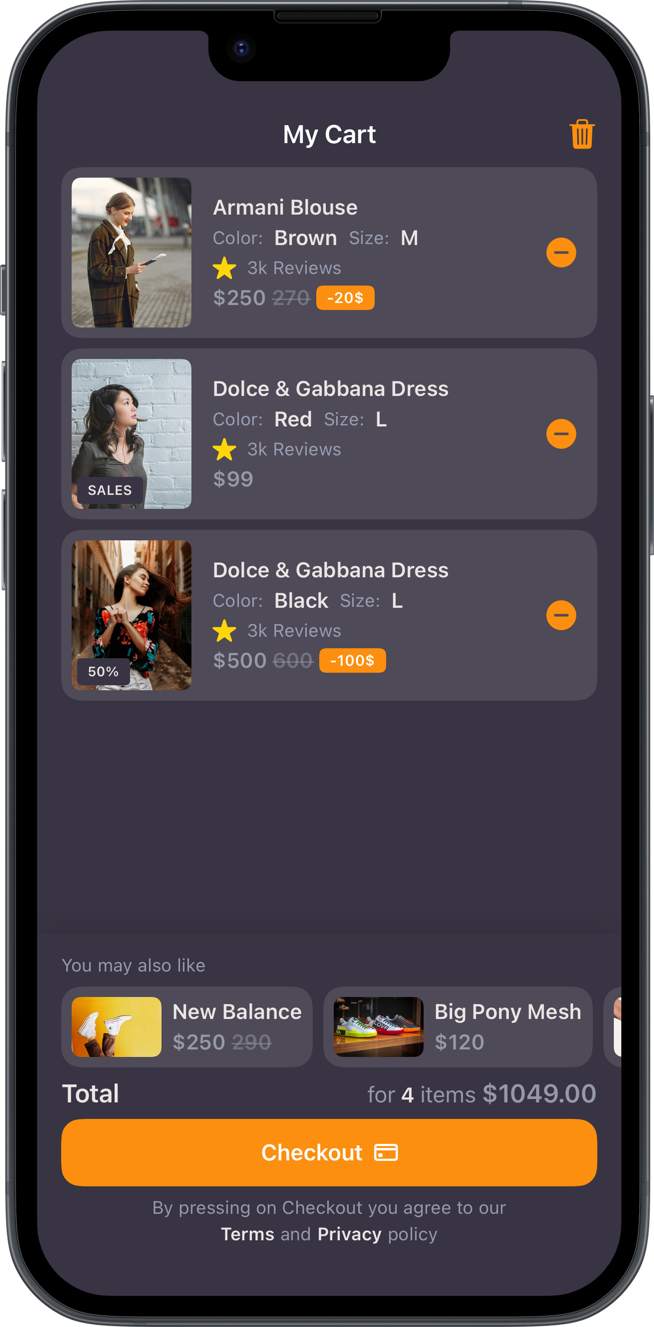 My Cart
Armani Blouse
Color: Brown Size: M
3k Reviews
$250 270 -20$
Dolce & Gabbana Dress
Color: Red Size: L
3k Reviews
$99
SALES
Dolce & Gabbana Dress
Color: Black Size: L
3k Reviews
$500 600 -100$
50%
You may also like
New Balance
$250 290
Big Pony Mesh
$120
Total for 4 items $1049.00
Checkout
By pressing on Checkout you agree to our
Terms and Privacy policy